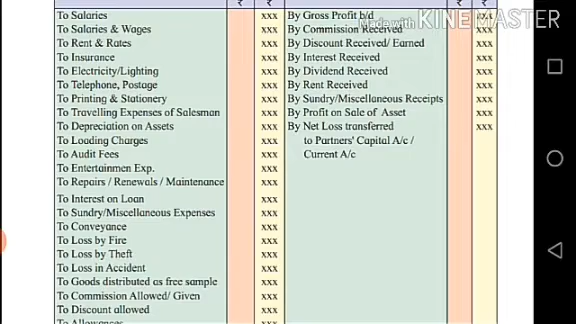 ₹ ₹ ₹ ₹
To Salaries xxx By Gross Profit b/d xxx
Made with KINEMASTER
To Salaries & Wages xxx By Commission Received xxx
To Rent & Rates xxx By Discount Received/ Earned xxx
To Insurance xxx By Interest Received xxx
To Electricity/Lighting xxx By Dividend Received xxx
To Telephone, Postage xxx By Rent Received xxx
To Printing & Stationery xxx By Sundry/Miscellaneous Receipts xxx
To Travelling Expenses of Salesman xxx By Profit on Sale of Asset xxx
To Depreciation on Assets xxx By Net Loss transferred xxx
To Loading Charges xxx to Partners' Capital A/c /
To Audit Fees xxx Current A/c
To Entertainmen Exp. xxx
To Repairs / Renewals / Maintenance xxx
To Interest on Loan xxx
To Sundry/Miscellaneous Expenses xxx
To Conveyance xxx
To Loss by Fire xxx
To Loss by Theft xxx
To Loss in Accident xxx
To Goods distributed as free sample xxx
To Commission Allowed/ Given xxx
To Discount allowed xxx
To Allowances xxx